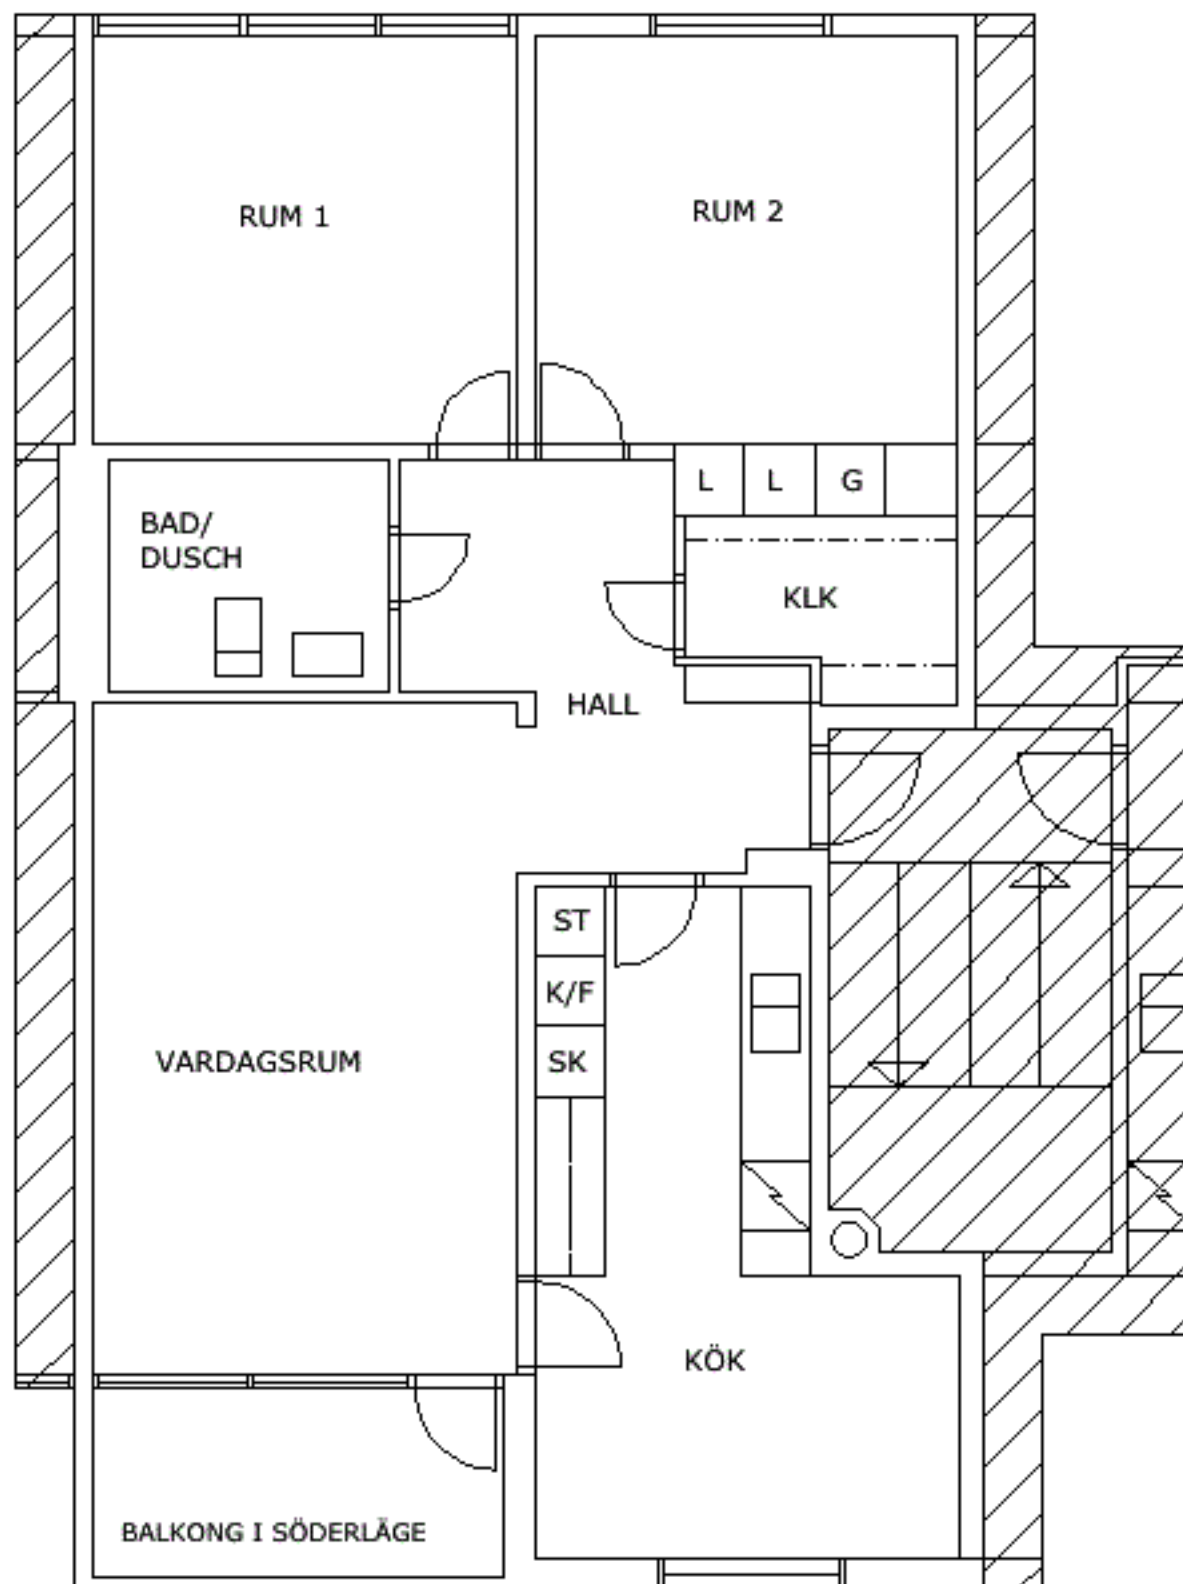 RUM 1
RUM 2
L L G
BAD/
DUSCH
KLK
HALL
ST
K/F
SK
VARDAGSRUM
KÖK
BALKONG I SÖDERLÄGE